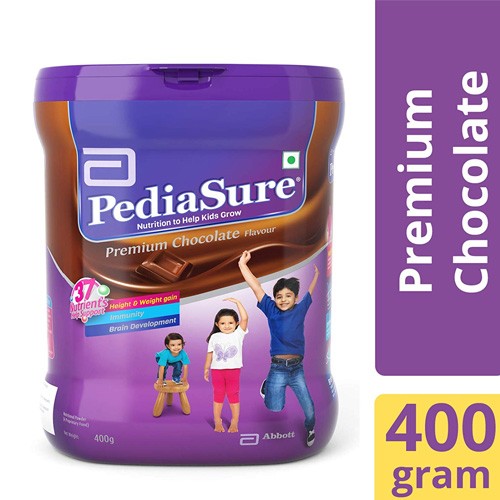 PediaSure®
Nutrition to Help Kids Grow
Premium Chocolate Flavour
37
Nutrients
Height & Weight gain
Immunity
Brain Development
400g
Abbott
Premium
Chocolate
400
gram